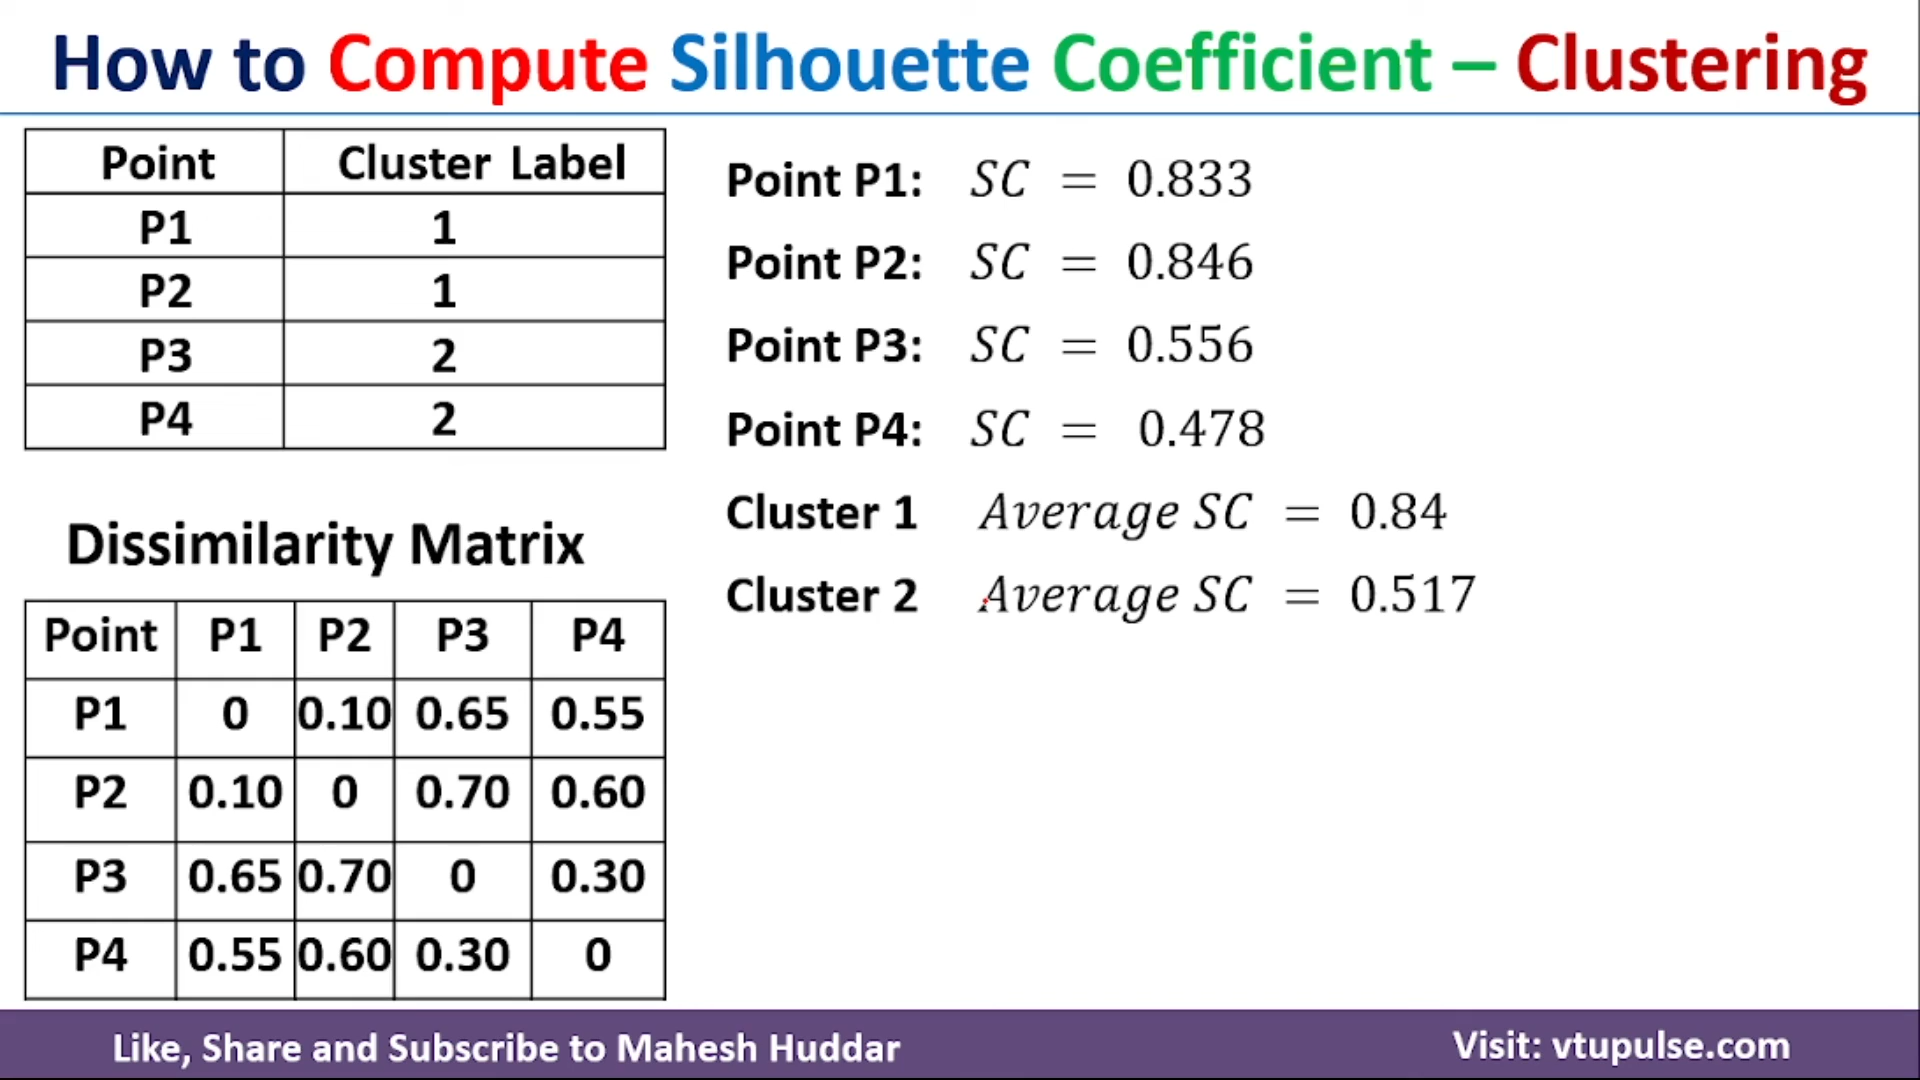 How to Compute Silhouette Coefficient – Clustering
Point Cluster Label
P1 1
P2 1
P3 2
P4 2
Dissimilarity Matrix
Point P1 P2 P3 P4
P1 0 0.10 0.65 0.55
P2 0.10 0 0.70 0.60
P3 0.65 0.70 0 0.30
P4 0.55 0.60 0.30 0
Point P1: SC = 0.833
Point P2: SC = 0.846
Point P3: SC = 0.556
Point P4: SC = 0.478
Cluster 1 Average SC = 0.84
Cluster 2 Average SC = 0.517
Like, Share and Subscribe to Mahesh Huddar
Visit: vtupulse.com